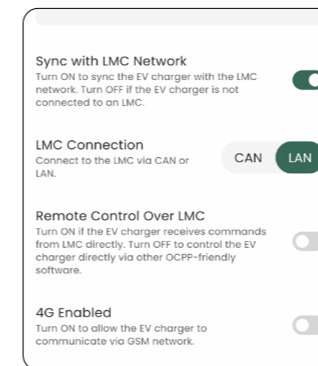 Sync with LMC Network
Turn ON to sync the EV charger with the LMC
network. Turn OFF if the EV charger is not
connected to an LMC.
LMC Connection
Connect to the LMC via CAN or
LAN.
CAN
LAN
Remote Control Over LMC
Turn ON if the EV charger receives commands
from LMC directly. Turn OFF to control the EV
charger directly via other OCPP-friendly
software.
4G Enabled
Turn ON to allow the EV charger to
communicate via GSM network.